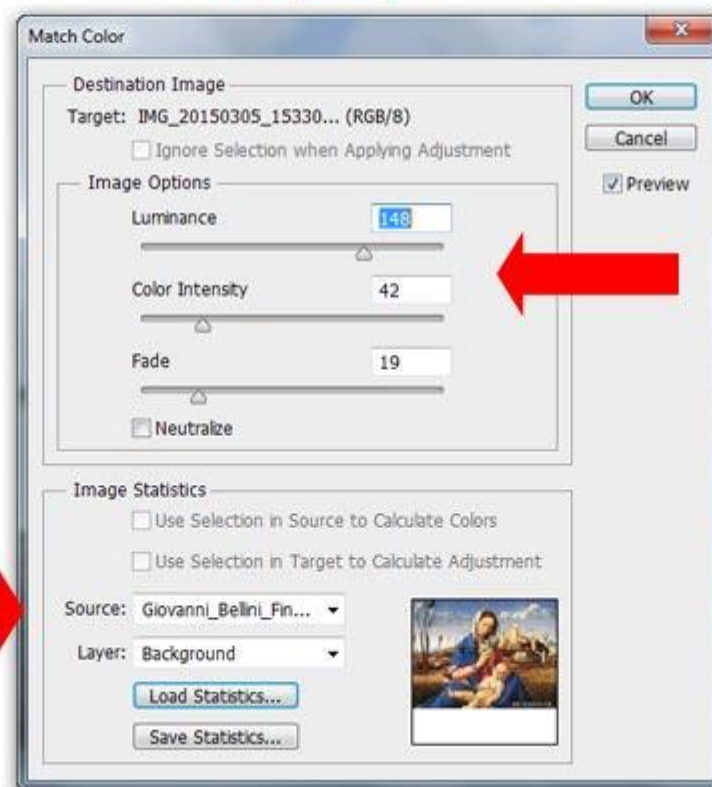 Match Color
Destination Image
Target: IMG_20150305_15330... (RGB/8)
Ignore Selection when Applying Adjustment
OK
Cancel
Preview
Image Options
Luminance 148
Color Intensity 42
Fade 19
Neutralize
Image Statistics
Use Selection in Source to Calculate Colors
Use Selection in Target to Calculate Adjustment
Source: Giovanni_Bellini_Fin...
Layer: Background
Load Statistics...
Save Statistics...